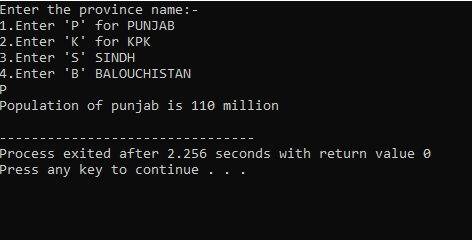 Enter the province name:-
1.Enter 'P' for PUNJAB
2.Enter 'K' for KPK
3.Enter 'S' SINDH
4.Enter 'B' BALOUCHISTAN
P
Population of punjab is 110 million
--------------------------------
Process exited after 2.256 seconds with return value 0
Press any key to continue . . .